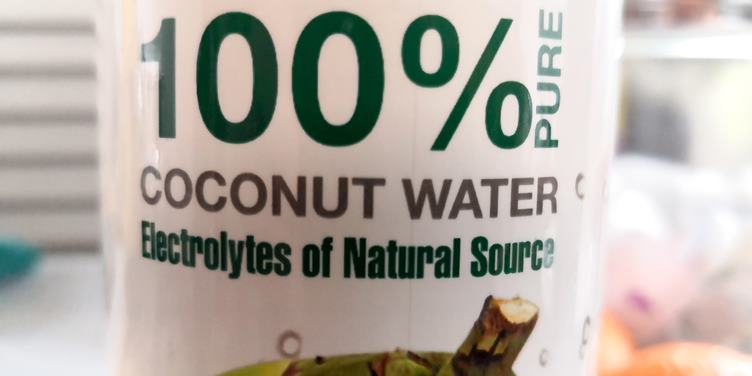 100% PURE
COCONUT WATER
Electrolytes of Natural Source